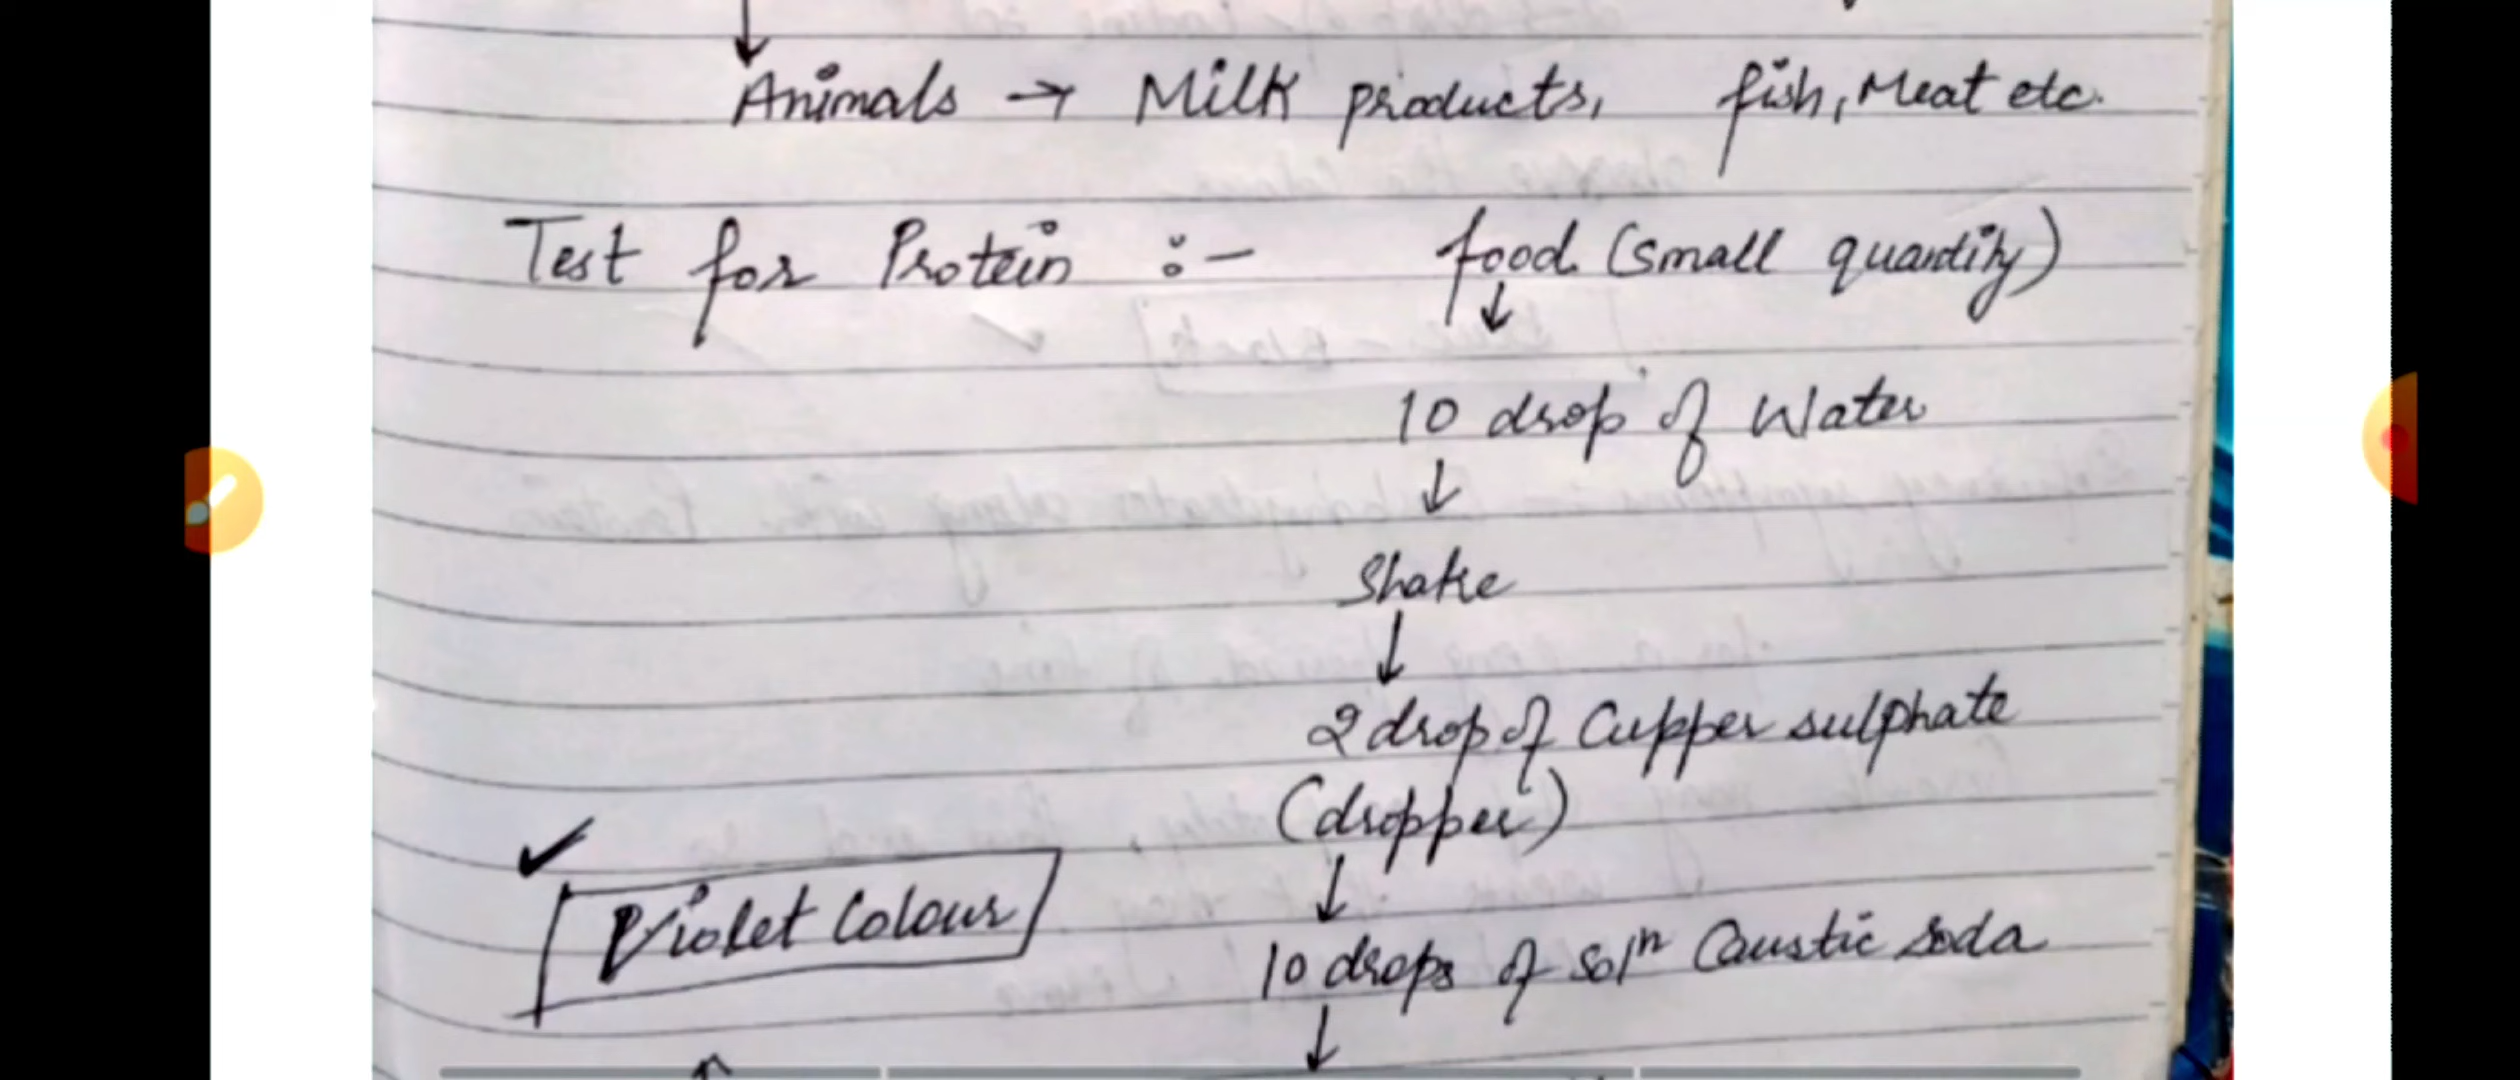 Animals → Milk products, fish, Meat etc.
Test for Protein :- food (small quantity)
↓
10 drop of Water
↓
Shake
↓
2 drop of Cupper sulphate
(dropper)
↓
Violet Colour
10 drops of solⁿ Caustic soda
↓